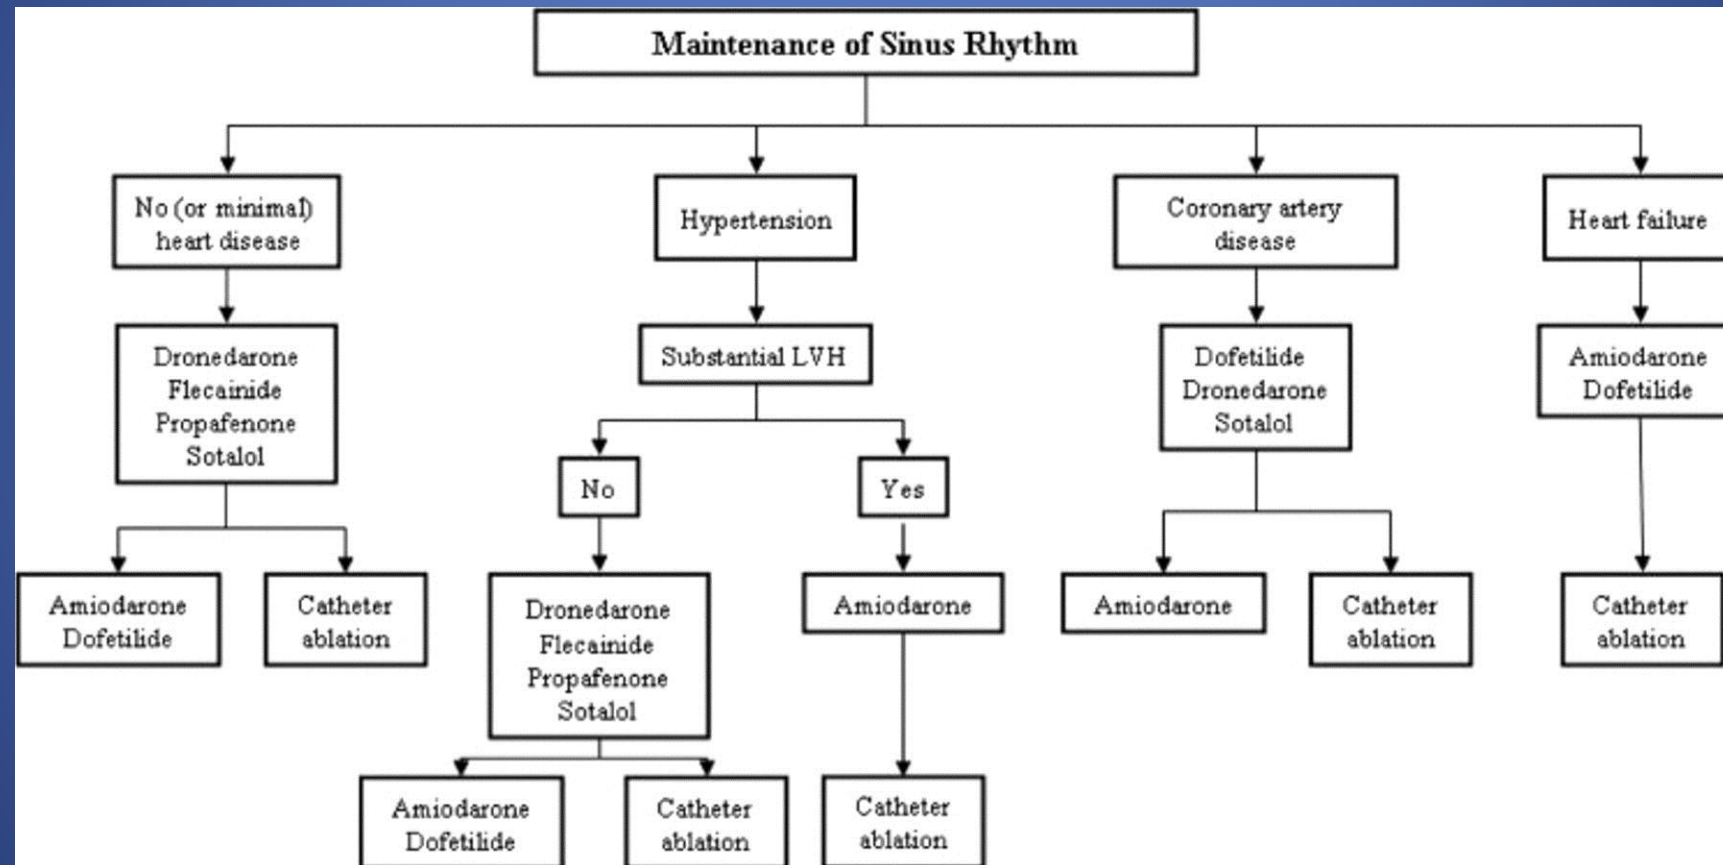 Maintenance of Sinus Rhythm
No (or minimal)
heart disease
Hypertension
Coronary artery
disease
Heart failure
Dronedarone
Flecainide
Propafenone
Sotalol
Substantial LVH
Dofetilide
Dronedarone
Sotalol
Amiodarone
Dofetilide
No
Yes
Amiodarone
Dofetilide
Catheter
ablation
Dronedarone
Flecainide
Propafenone
Sotalol
Amiodarone
Amiodarone
Catheter
ablation
Catheter
ablation
Amiodarone
Dofetilide
Catheter
ablation
Catheter
ablation